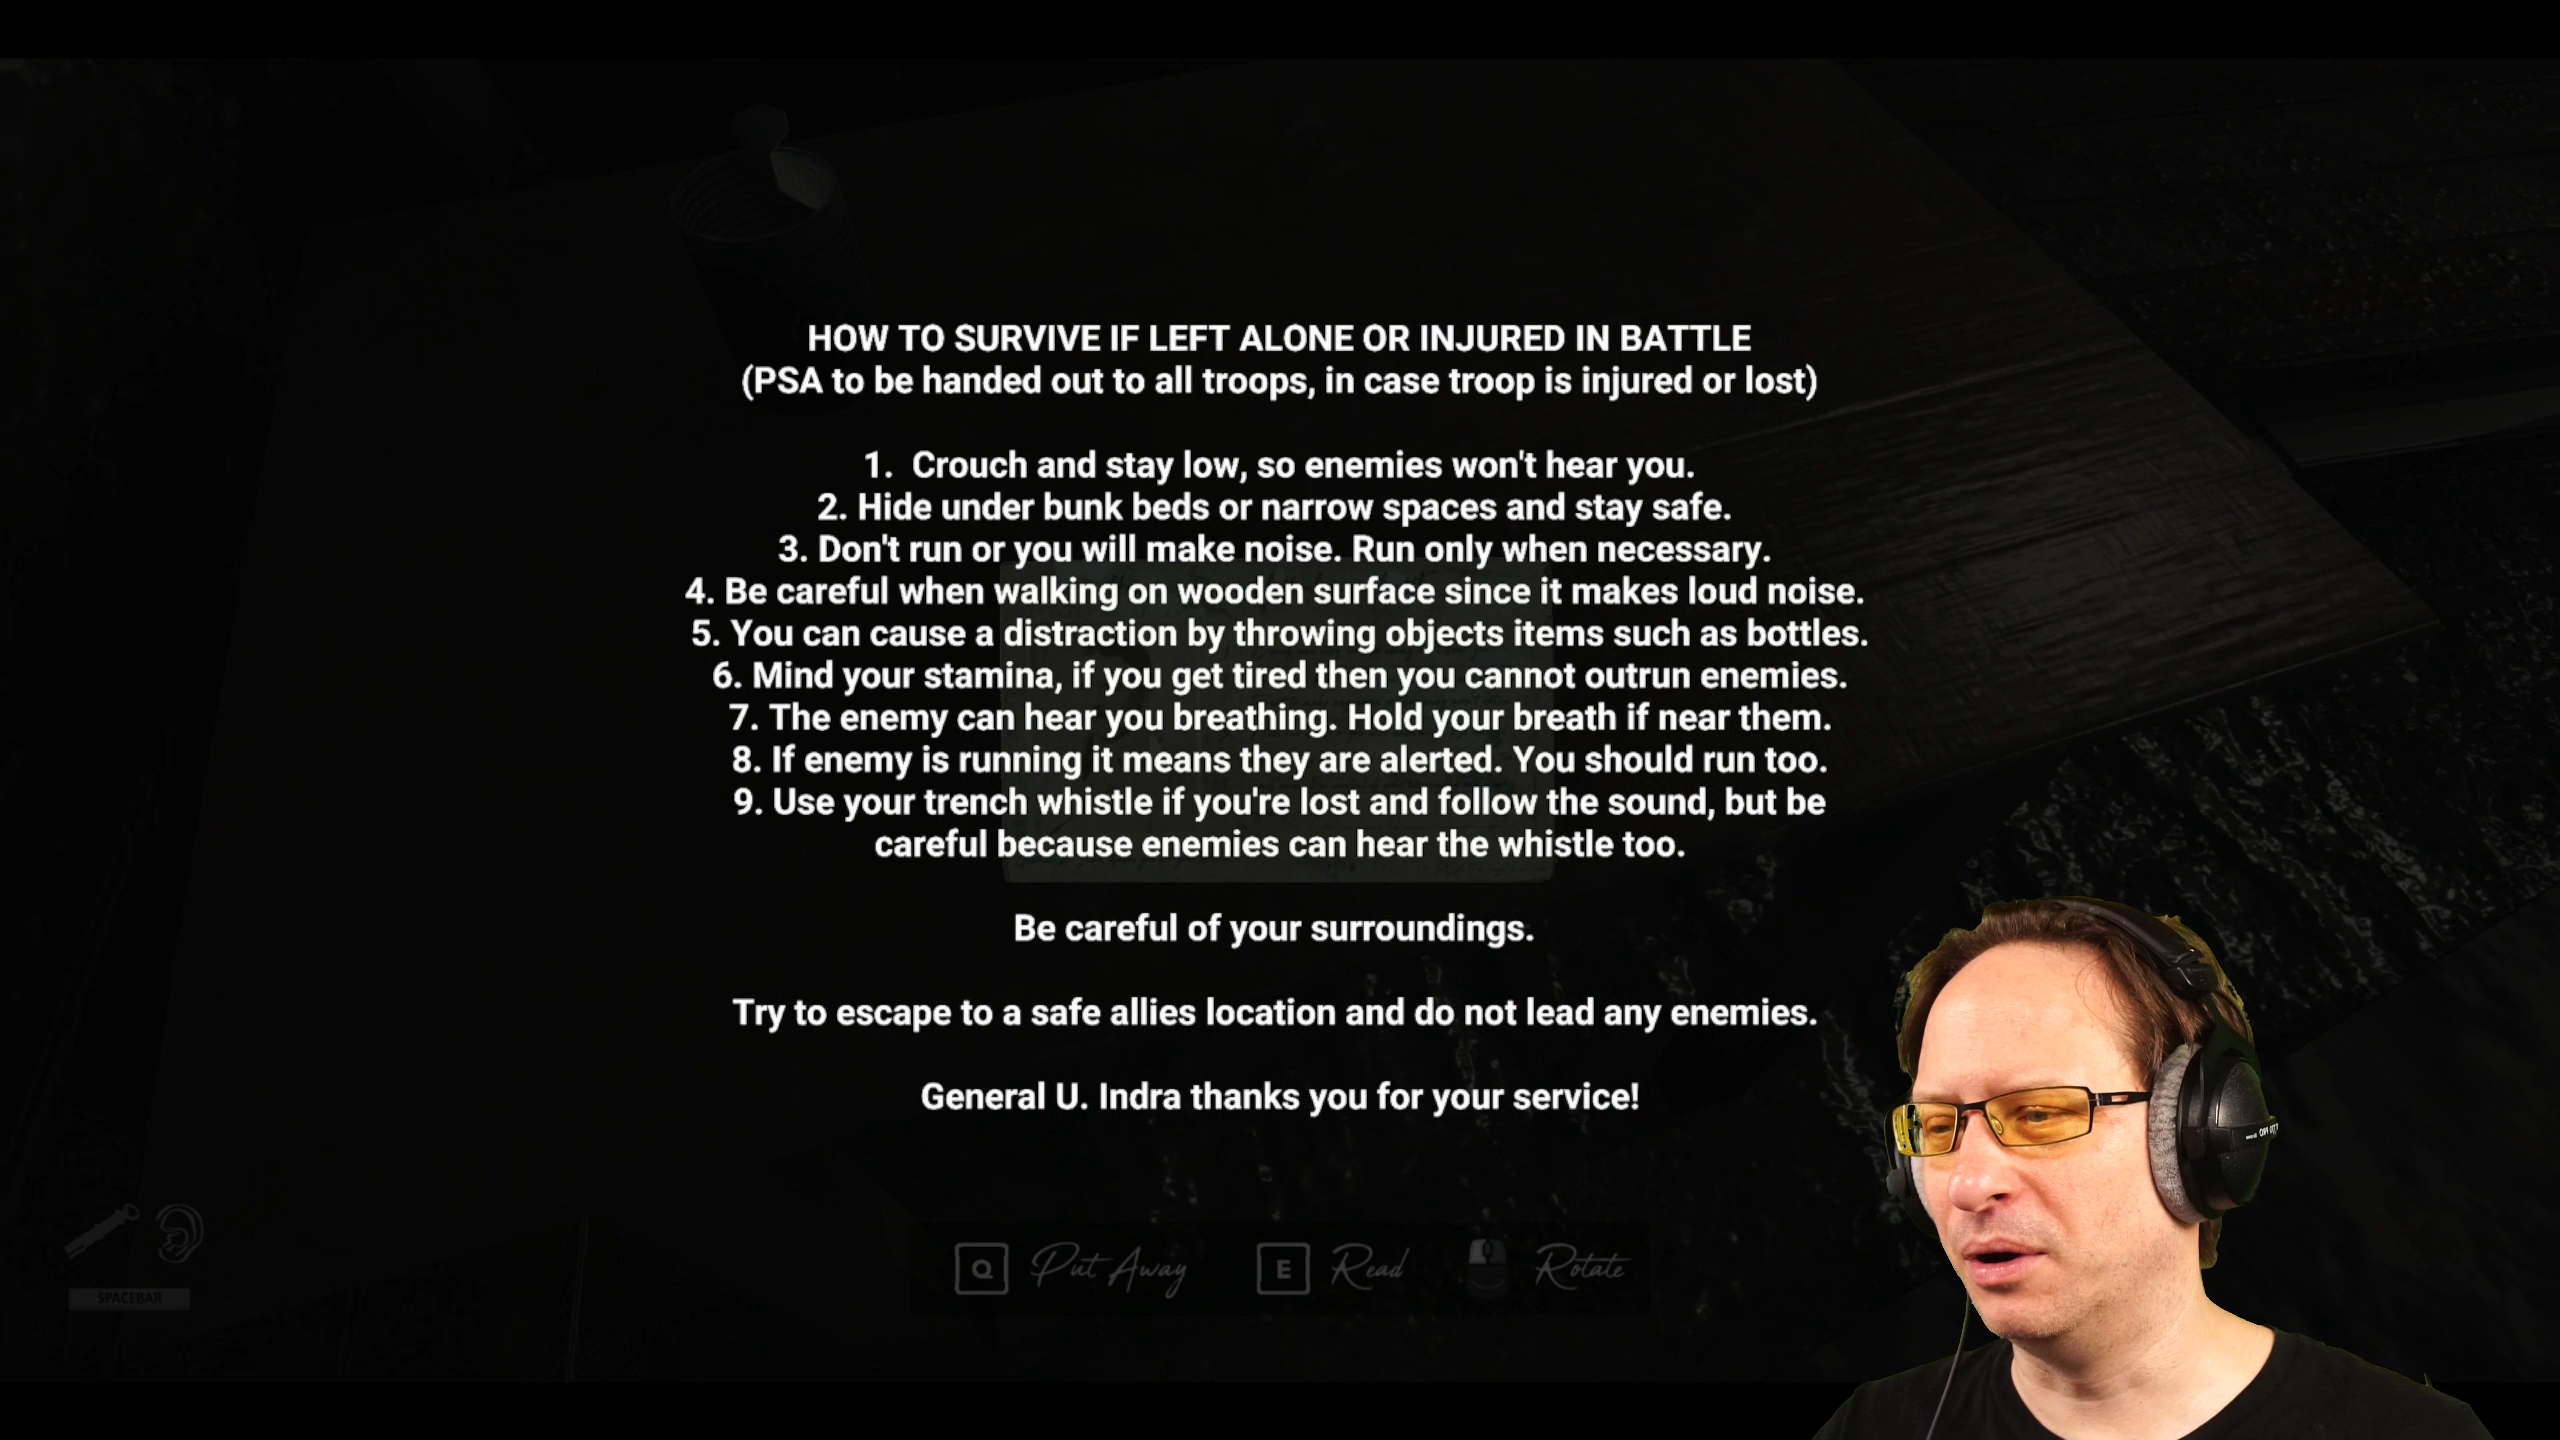 HOW TO SURVIVE IF LEFT ALONE OR INJURED IN BATTLE
(PSA to be handed out to all troops, in case troop is injured or lost)
1. Crouch and stay low, so enemies won't hear you.
2. Hide under bunk beds or narrow spaces and stay safe.
3. Don't run or you will make noise. Run only when necessary.
4. Be careful when walking on wooden surface since it makes loud noise.
5. You can cause a distraction by throwing objects items such as bottles.
6. Mind your stamina, if you get tired then you cannot outrun enemies.
7. The enemy can hear you breathing. Hold your breath if near them.
8. If enemy is running it means they are alerted. You should run too.
9. Use your trench whistle if you're lost and follow the sound, but be
careful because enemies can hear the whistle too.
Be careful of your surroundings.
Try to escape to a safe allies location and do not lead any enemies.
General U. Indra thanks you for your service!
Q Put Away E Read Rotate
SPACEBAR